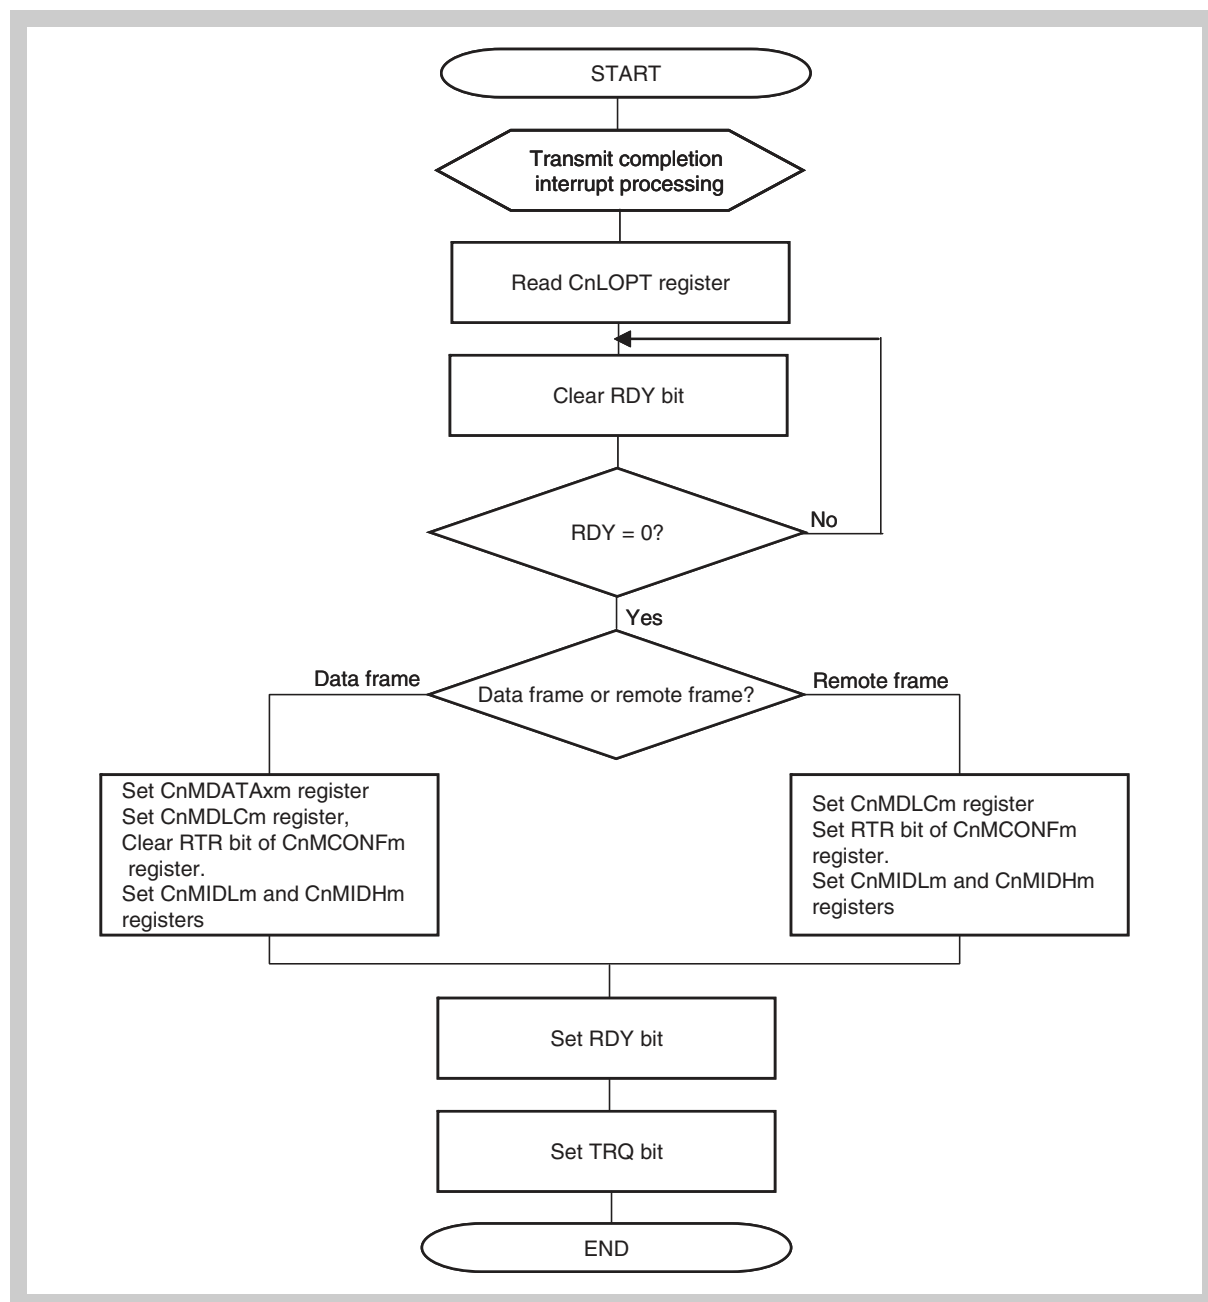 START
Transmit completion
interrupt processing
Read CnLOPT register
Clear RDY bit
RDY = 0?
No
Yes
Data frame
Data frame or remote frame?
Remote frame
Set CnMDATAxm register
Set CnMDLCm register,
Clear RTR bit of CnMCONFm
register.
Set CnMIDLm and CnMIDHm
registers
Set CnMDLCm register
Set RTR bit of CnMCONFm
register.
Set CnMIDLm and CnMIDHm
registers
Set RDY bit
Set TRQ bit
END